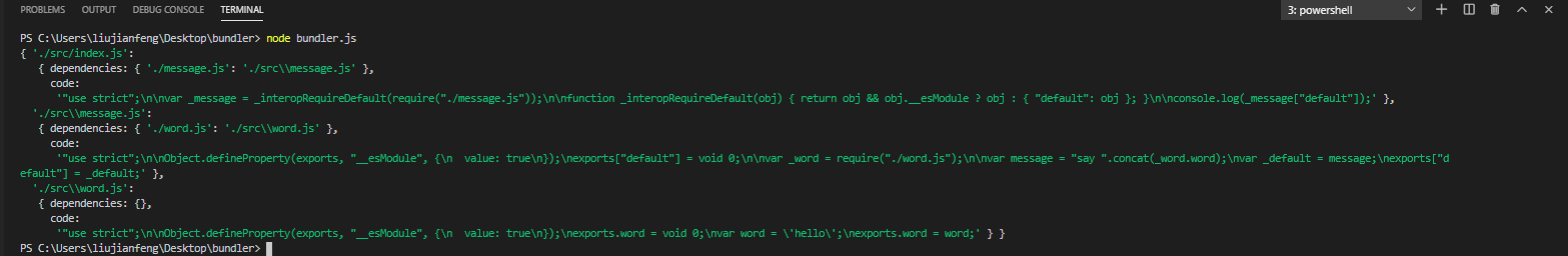 PROBLEMS OUTPUT DEBUG CONSOLE TERMINAL 3: powershell
PS C:\Users\liujianfeng\Desktop\bundler> node bundler.js
{ './src/index.js':
{ dependencies: { './message.js': './src\\message.js' },
code:
'"use strict";\n\nvar _message = _interopRequireDefault(require("./message.js"));\n\nfunction _interopRequireDefault(obj) { return obj && obj.__esModule ? obj : { "default": obj }; }\n\nconsole.log(_message["default"]);' },
'./src\\message.js':
{ dependencies: { './word.js': './src\\word.js' },
code:
'"use strict";\n\nObject.defineProperty(exports, "__esModule", {\n  value: true\n});\nexports["default"] = void 0;\n\nvar _word = require("./word.js");\n\nvar message = "say ".concat(_word.word);\nvar _default = message;\nexports["d
efault"] = _default;' },
'./src\\word.js':
{ dependencies: {},
code:
'"use strict";\n\nObject.defineProperty(exports, "__esModule", {\n  value: true\n});\nexports.word = void 0;\nvar word = \'hello\';\nexports.word = word;' } }
PS C:\Users\liujianfeng\Desktop\bundler>